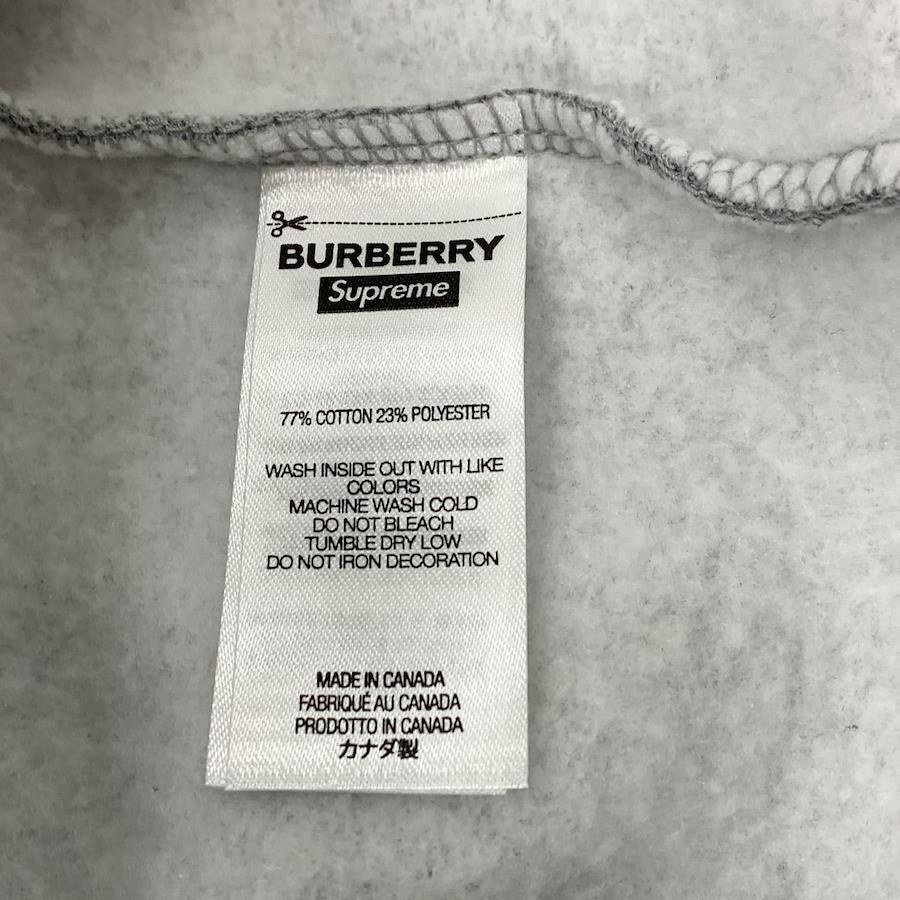 BURBERRY
Supreme
77% COTTON 23% POLYESTER
WASH INSIDE OUT WITH LIKE
COLORS
MACHINE WASH COLD
DO NOT BLEACH
TUMBLE DRY LOW
DO NOT IRON DECORATION
MADE IN CANADA
FABRIQUÉ AU CANADA
PRODOTTO IN CANADA
カナダ製